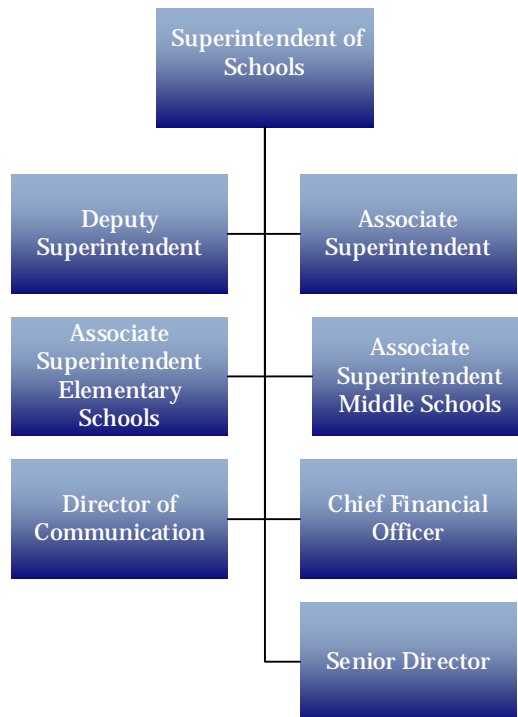 Superintendent of
Schools
Deputy
Superintendent
Associate
Superintendent
Associate
Superintendent
Elementary
Schools
Associate
Superintendent
Middle Schools
Director of
Communication
Chief Financial
Officer
Senior Director